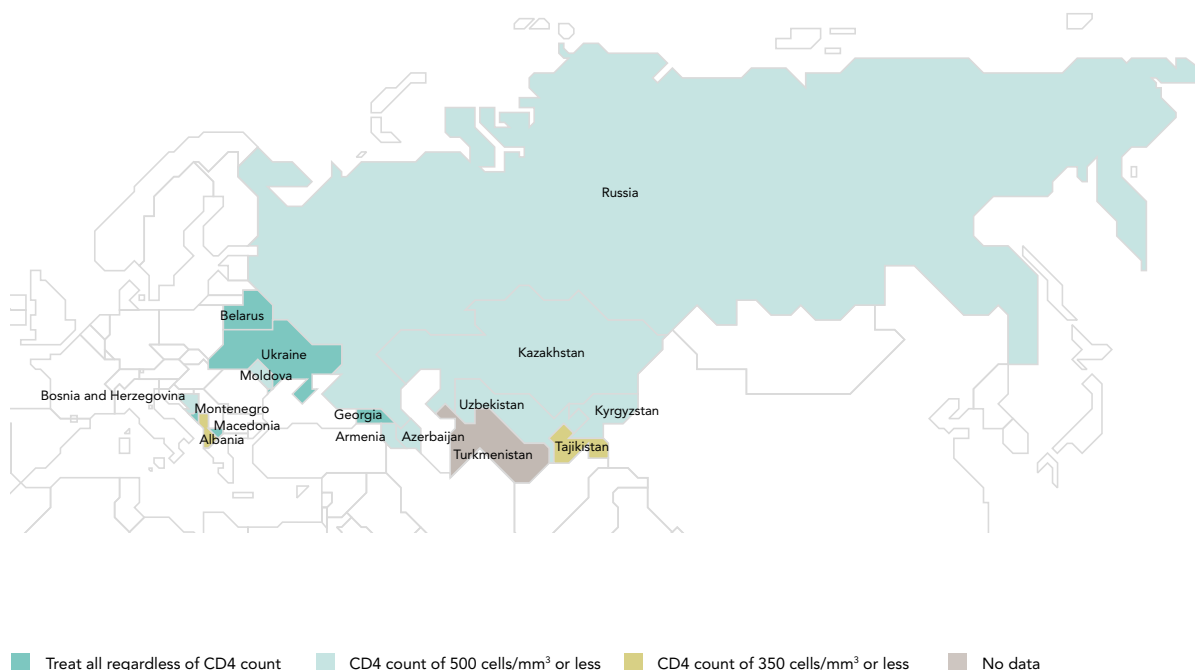 Russia
Belarus
Ukraine
Kazakhstan
Moldova
Bosnia and Herzegovina
Uzbekistan
Montenegro
Kyrgyzstan
Georgia
Macedonia
Armenia
Azerbaijan
Albania
Tajikistan
Turkmenistan
Treat all regardless of CD4 count
CD4 count of 500 cells/mm³ or less
CD4 count of 350 cells/mm³ or less
No data